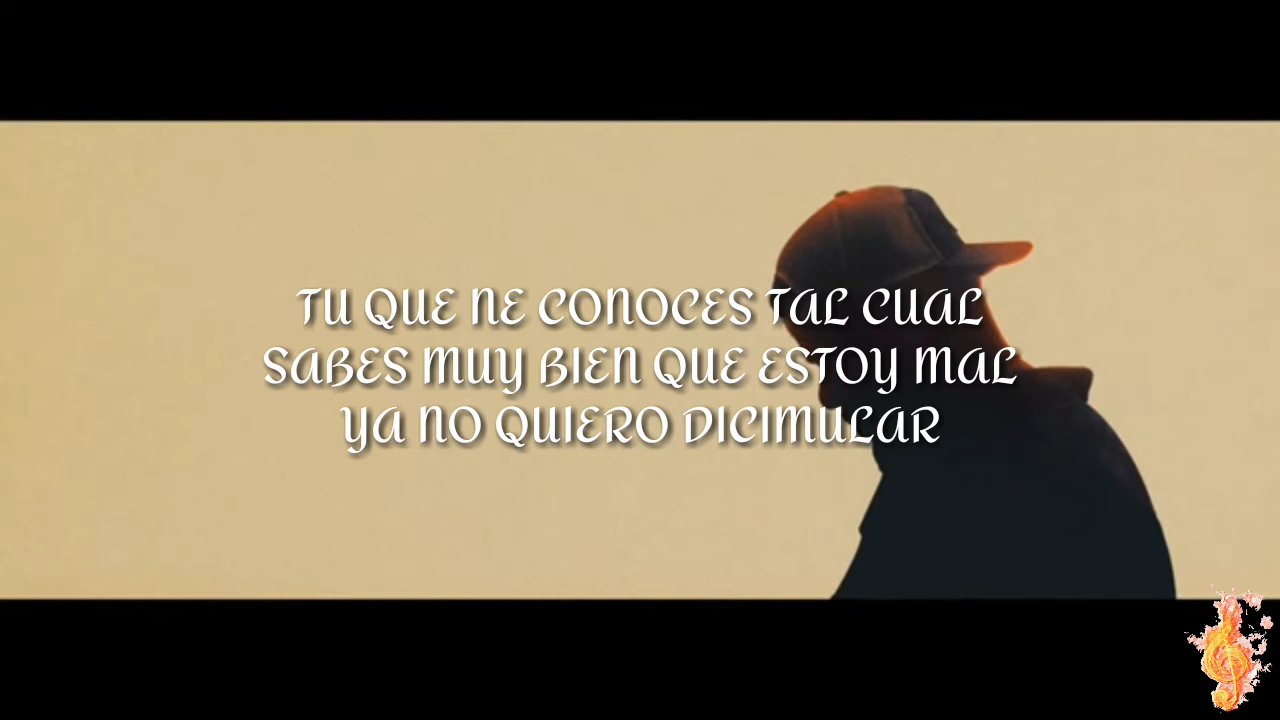 TU QUE NE CONOCES TAL CUAL
SABES MUY BIEN QUE ESTOY MAL
YA NO QUIERO DICIMULAR